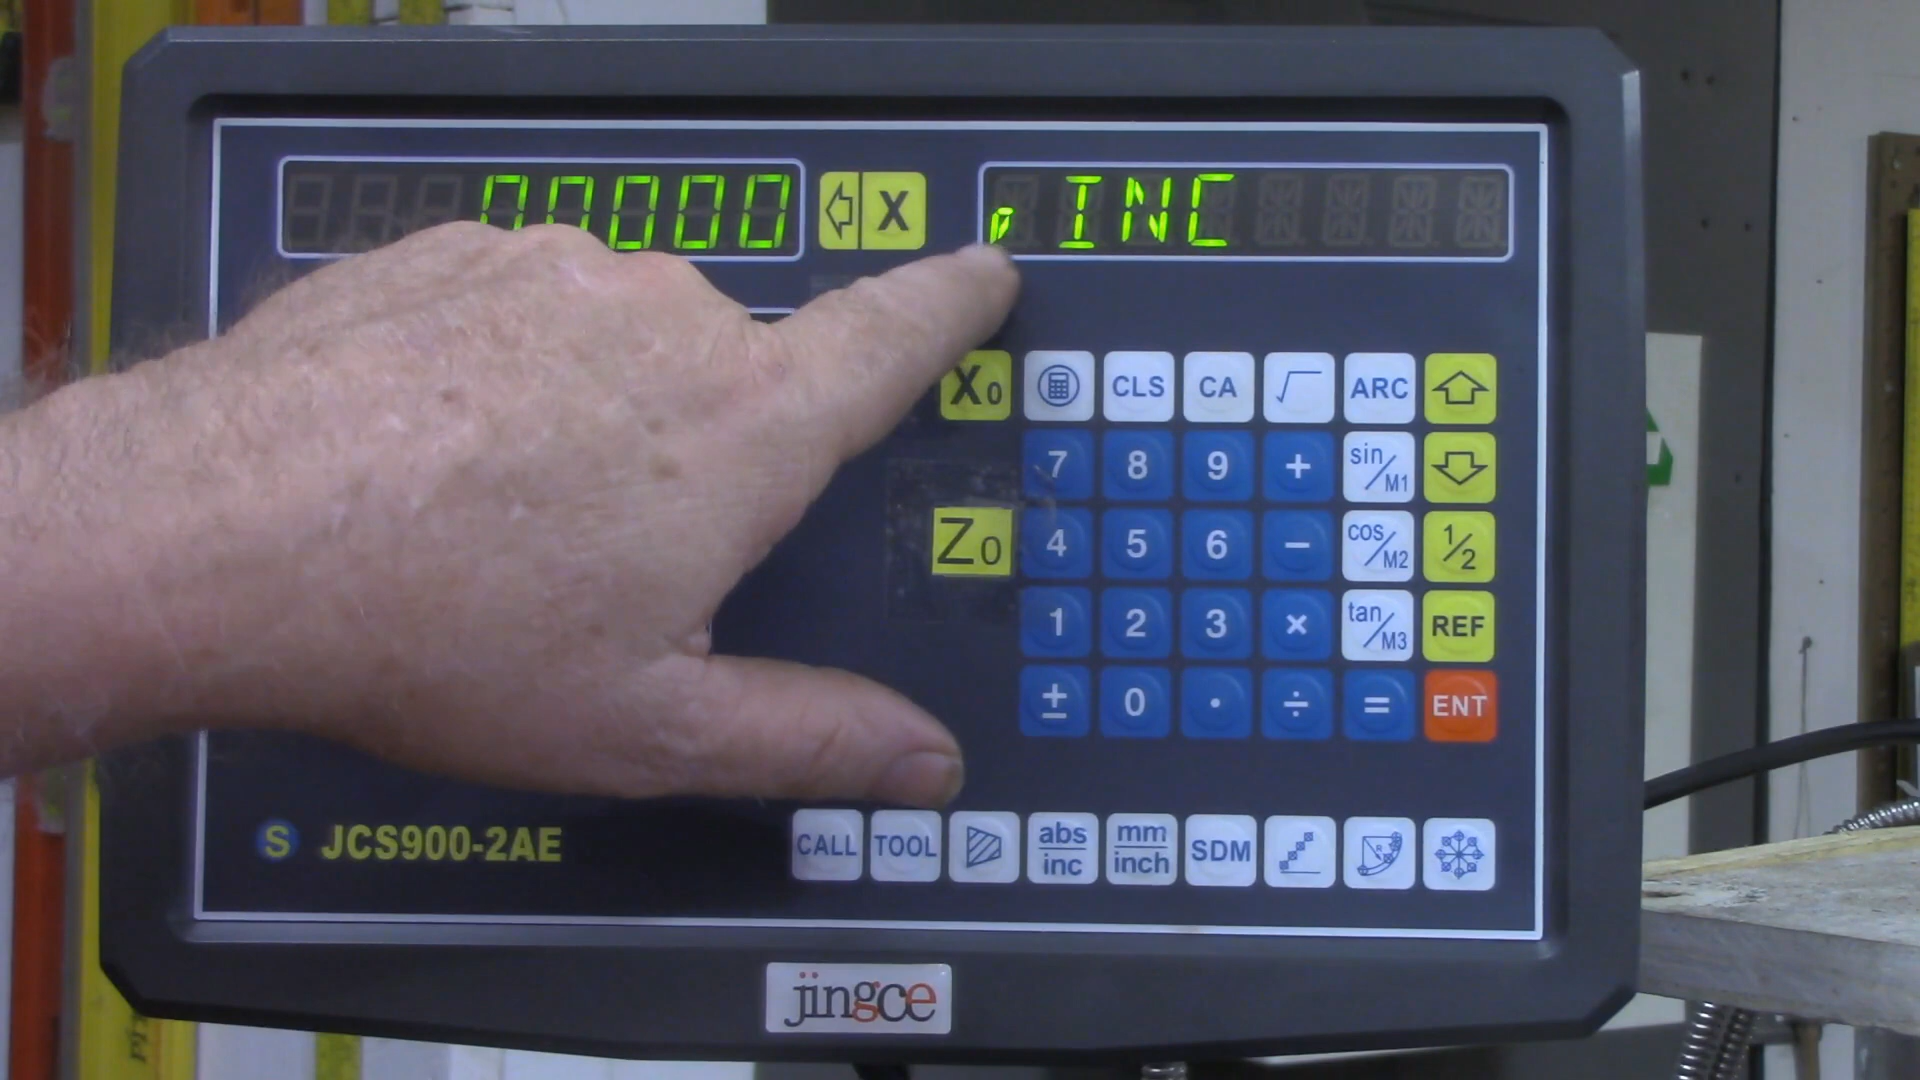 00000 X INC
X0 CLS CA √ ARC
7 8 9 + sin/M1
Z0 4 5 6 − cos/M2 1/2
1 2 3 × tan/M3 REF
± 0 . ÷ = ENT
S JCS900-2AE CALL TOOL abs/inc mm/inch SDM R
jingce